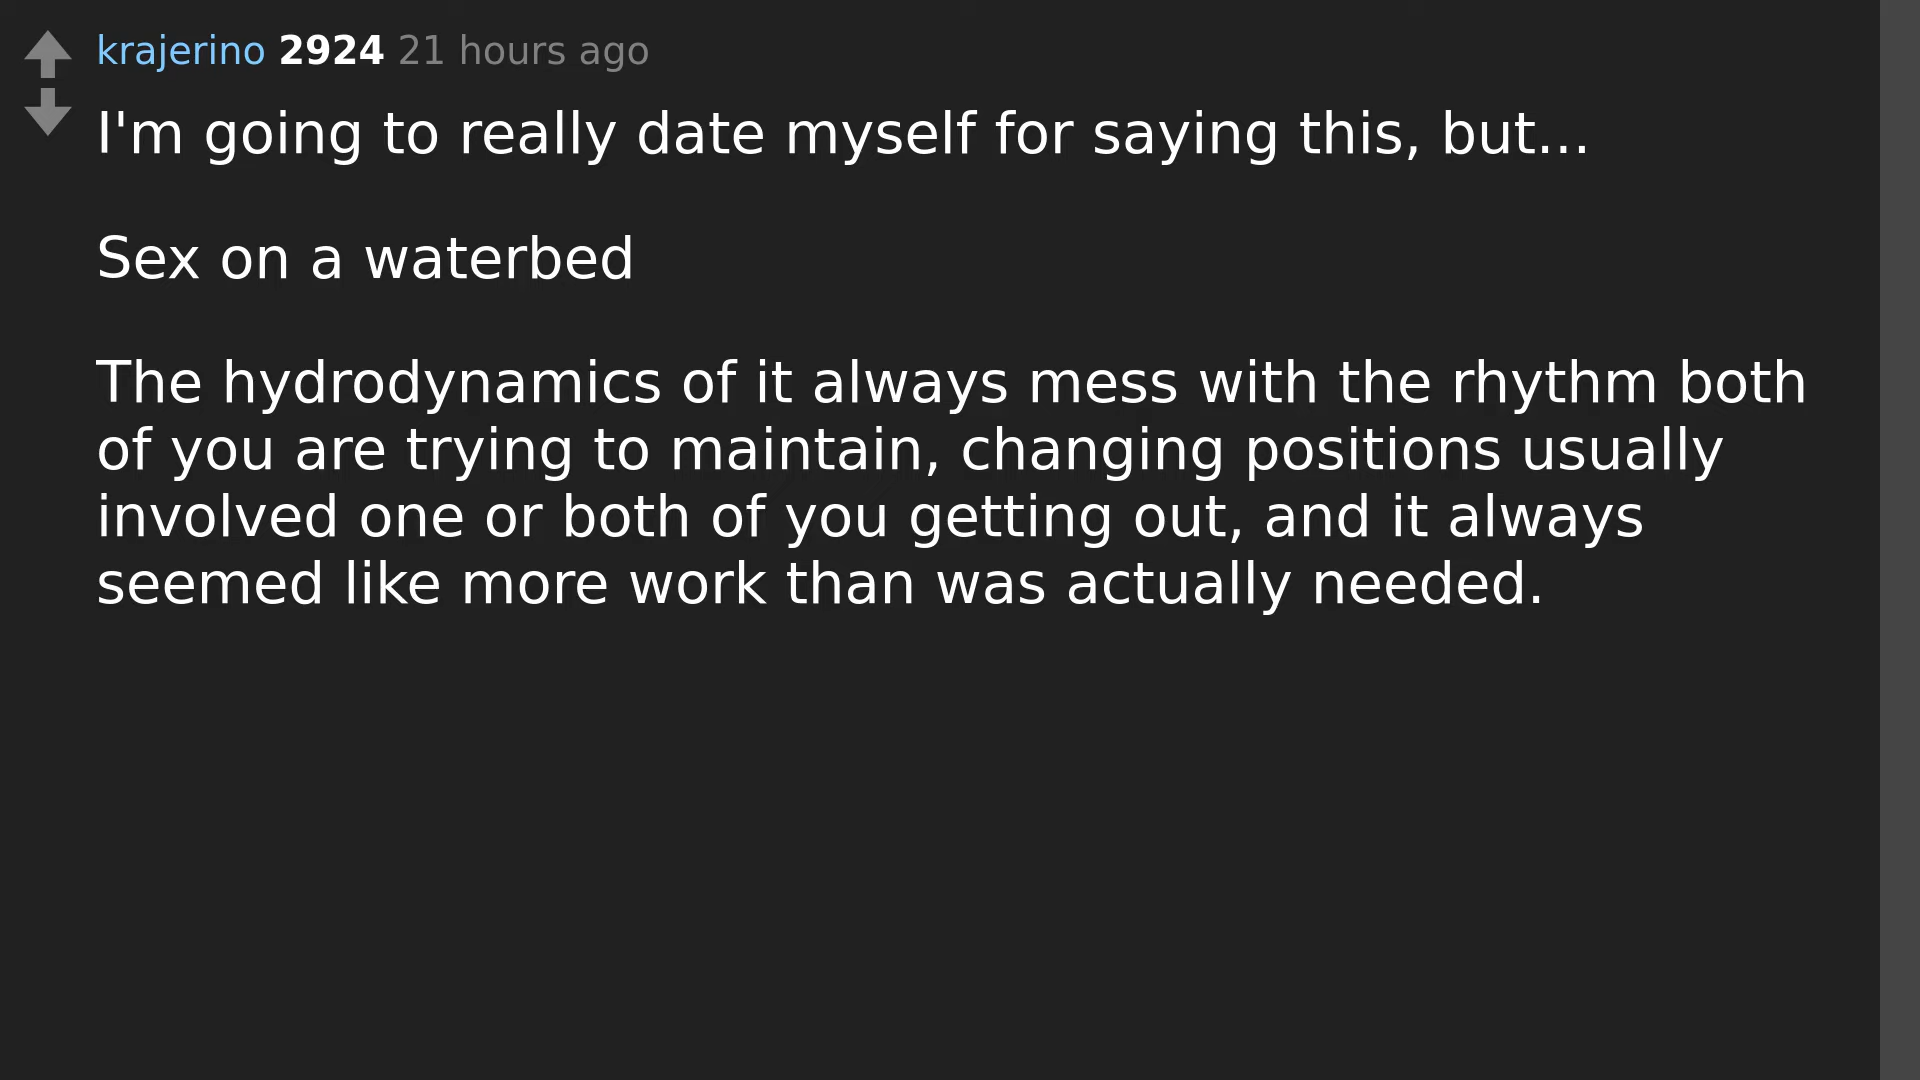 krajerino 2924 21 hours ago
I'm going to really date myself for saying this, but...
Sex on a waterbed
The hydrodynamics of it always mess with the rhythm both
of you are trying to maintain, changing positions usually
involved one or both of you getting out, and it always
seemed like more work than was actually needed.